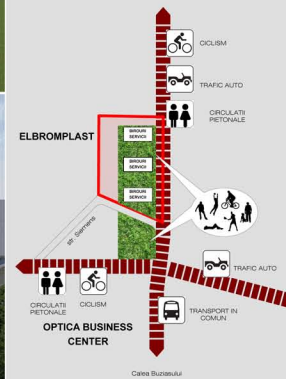 CICLISM
TRAFIC AUTO
CIRCULATII
PIETONALE
ELBROMPLAST
BIROURI
SERVICII
BIROURI
SERVICII
BIROURI
SERVICII
str. Siemens
TRAFIC AUTO
CIRCULATII
PIETONALE
CICLISM
TRANSPORT IN
COMUN
OPTICA BUSINESS
CENTER
Calea Buziasului